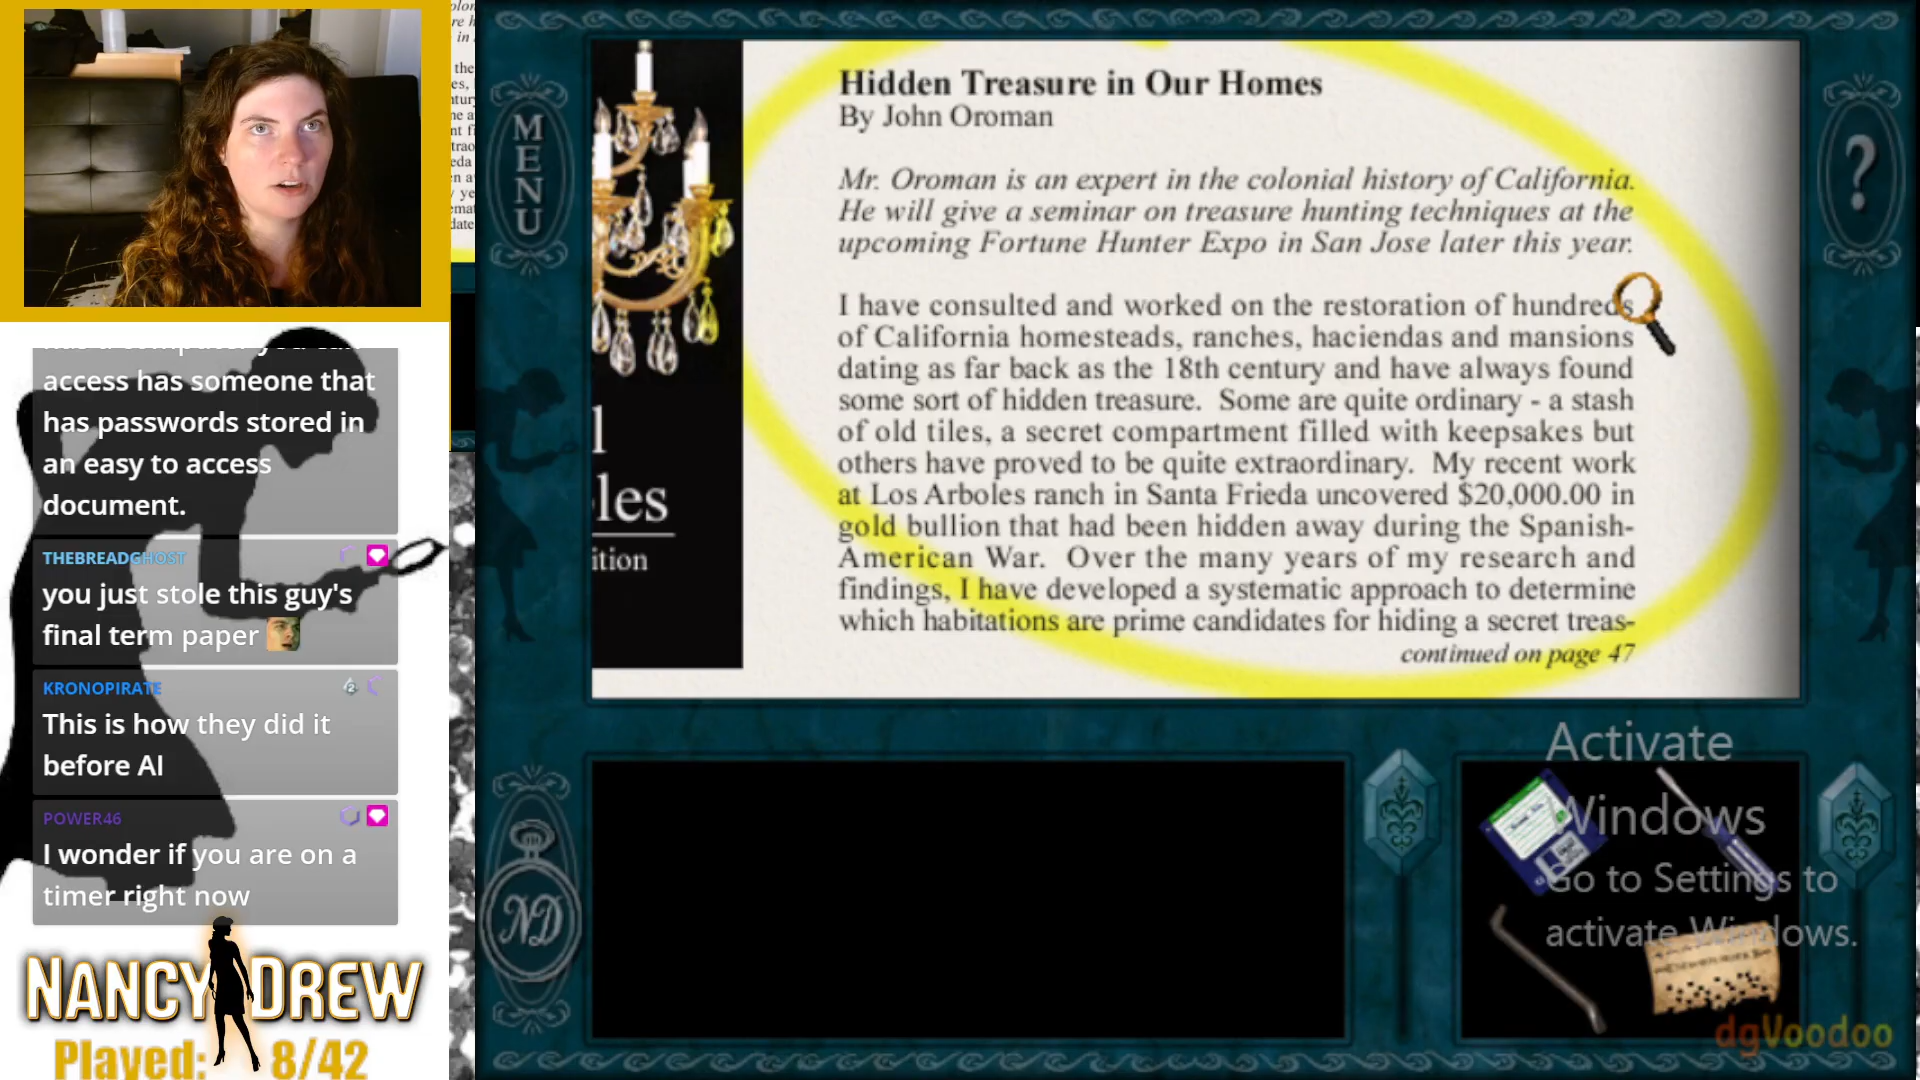 access has someone that
has passwords stored in
an easy to access
document.
THEBREADGHOST
you just stole this guy's
final term paper
KRONOPIRATE
This is how they did it
before AI
POWER46
I wonder if you are on a
timer right now
NANCY DREW
Played: 8/42
MENU
?
ND
les
ition
Hidden Treasure in Our Homes
By John Oroman
Mr. Oroman is an expert in the colonial history of California.
He will give a seminar on treasure hunting techniques at the
upcoming Fortune Hunter Expo in San Jose later this year.
I have consulted and worked on the restoration of hundreds
of California homesteads, ranches, haciendas and mansions
dating as far back as the 18th century and have always found
some sort of hidden treasure. Some are quite ordinary - a stash
of old tiles, a secret compartment filled with keepsakes but
others have proved to be quite extraordinary. My recent work
at Los Arboles ranch in Santa Frieda uncovered $20,000.00 in
gold bullion that had been hidden away during the Spanish-
American War. Over the many years of my research and
findings, I have developed a systematic approach to determine
which habitations are prime candidates for hiding a secret treas-
continued on page 47
Activate
Windows
Go to Settings to
activate Windows.
dgVoodoo